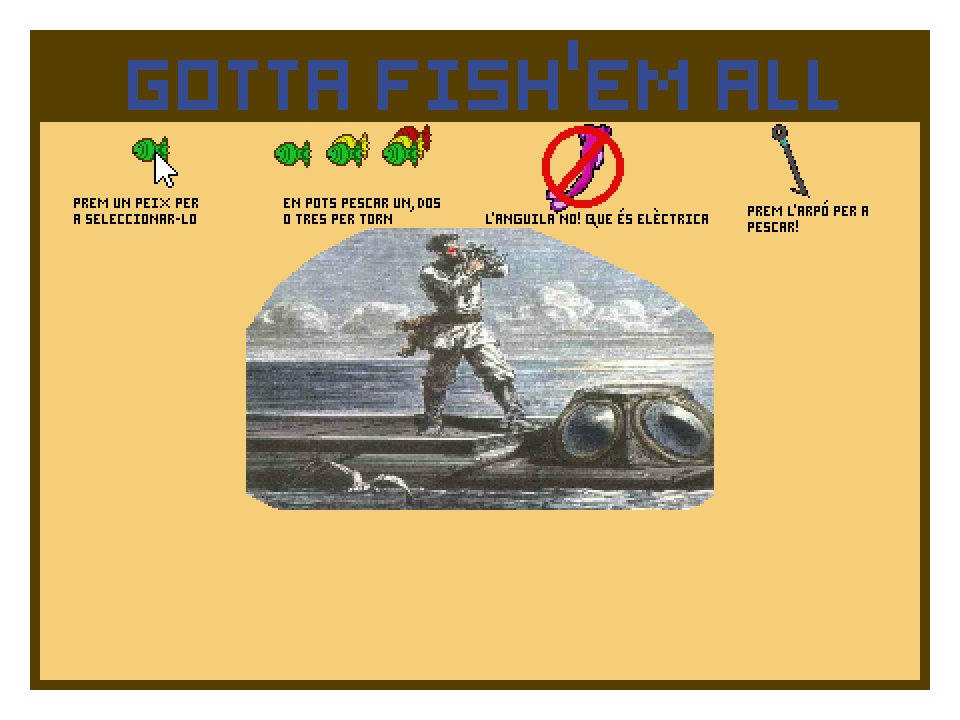 GOTTA FISH'EM ALL
PREM UN PEIX PER
A SELECCIONAR-LO
EN POTS PESCAR UN, DOS
O TRES PER TORN
L'ANGUILA NO! QUE ÉS ELÈCTRICA
PREM L'ARPÓ PER A
PESCAR!